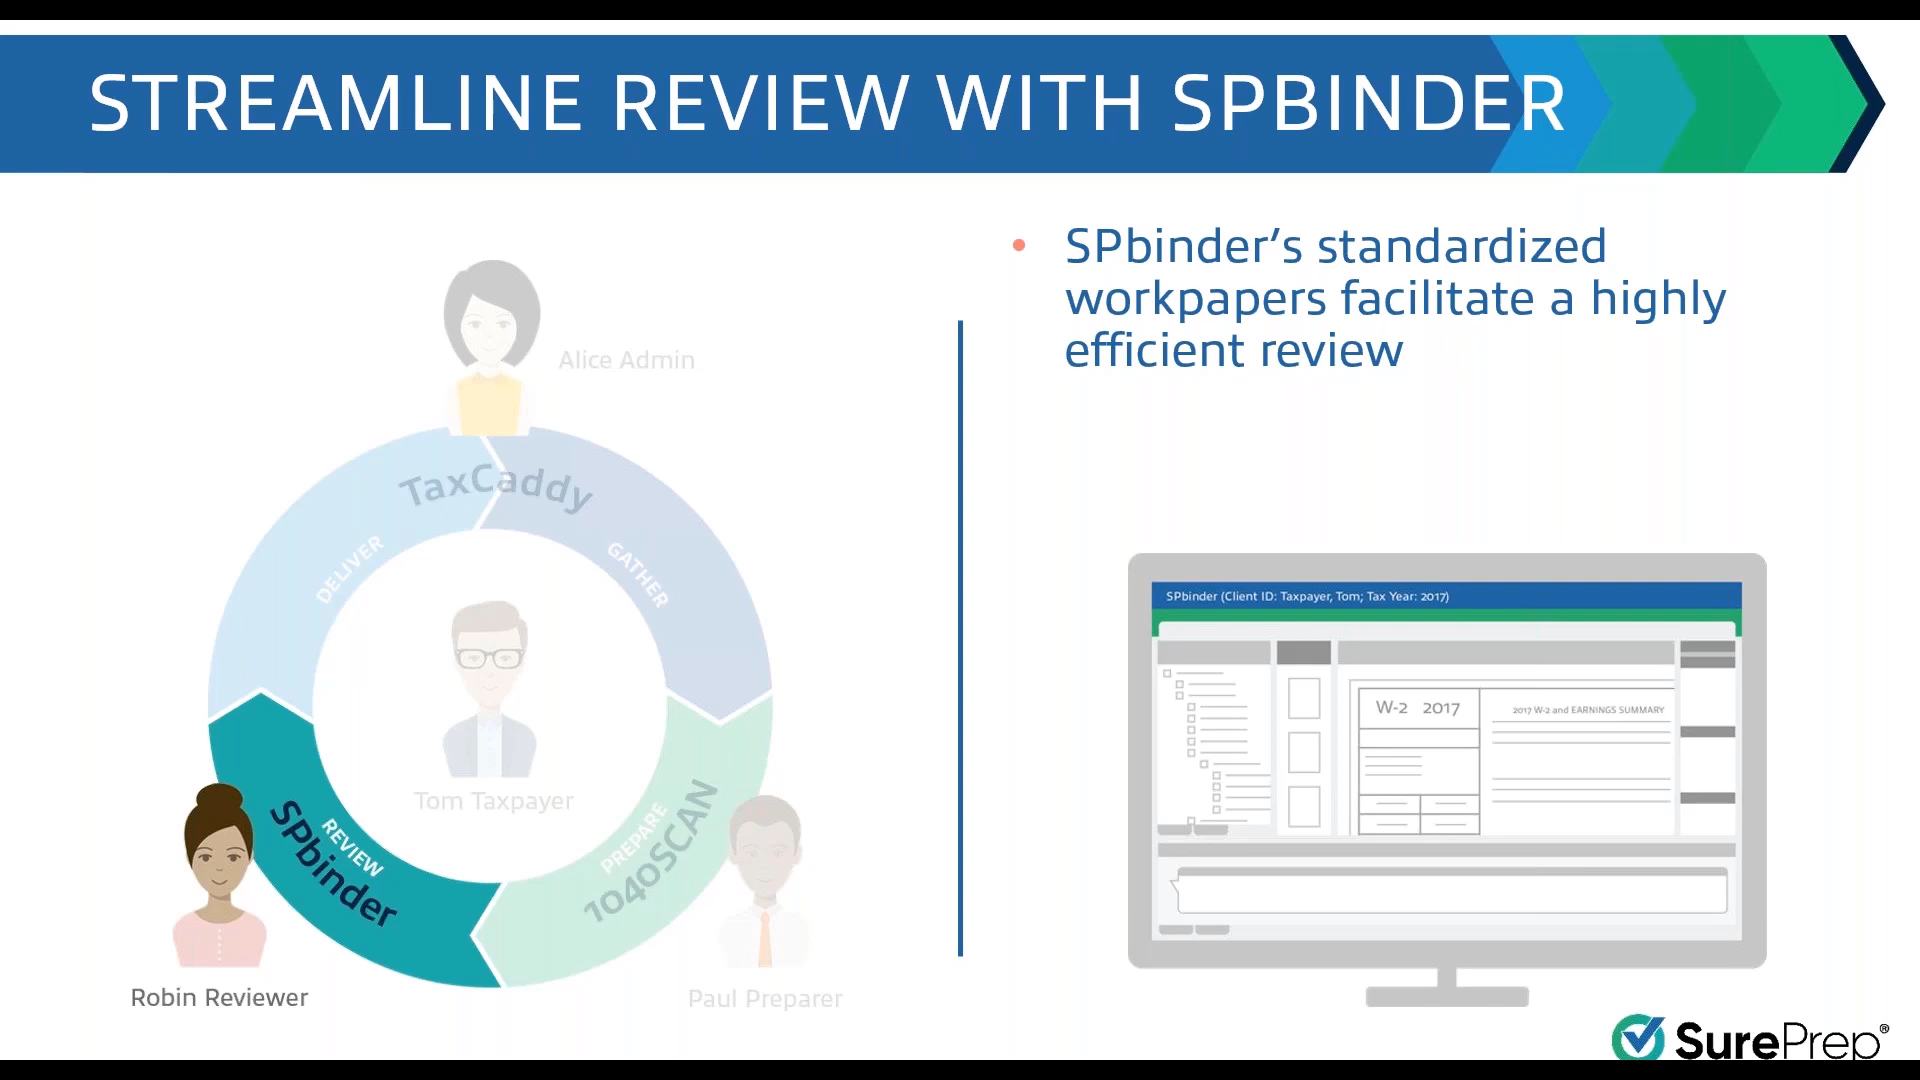 STREAMLINE REVIEW WITH SPBINDER
• SPbinder’s standardized
workpapers facilitate a highly
efficient review
Alice Admin
TaxCaddy
DELIVER
GATHER
Tom Taxpayer
REVIEW
SPbinder
PREPARE
1040SCAN
Robin Reviewer
Paul Preparer
SPbinder (Client ID: Taxpayer, Tom; Tax Year: 2017)
W-2 2017
2017 W-2 and EARNINGS SUMMARY
SurePrep®